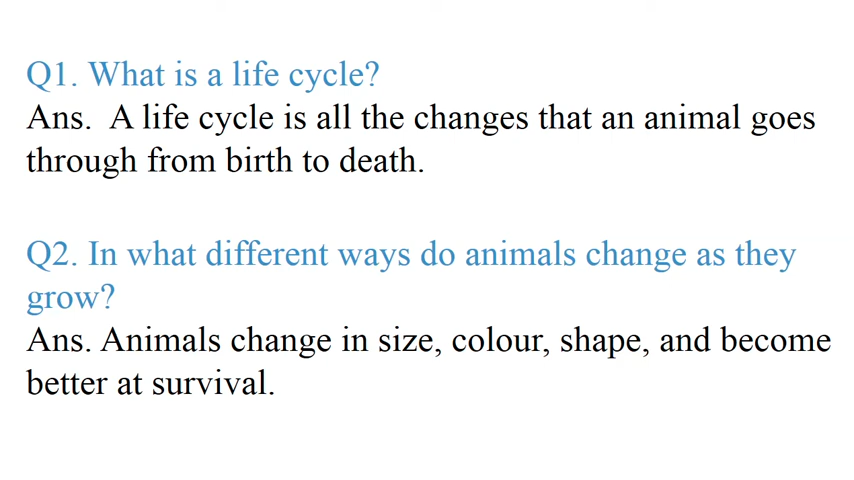 Q1. What is a life cycle?
Ans.  A life cycle is all the changes that an animal goes
through from birth to death.
Q2. In what different ways do animals change as they
grow?
Ans. Animals change in size, colour, shape, and become
better at survival.